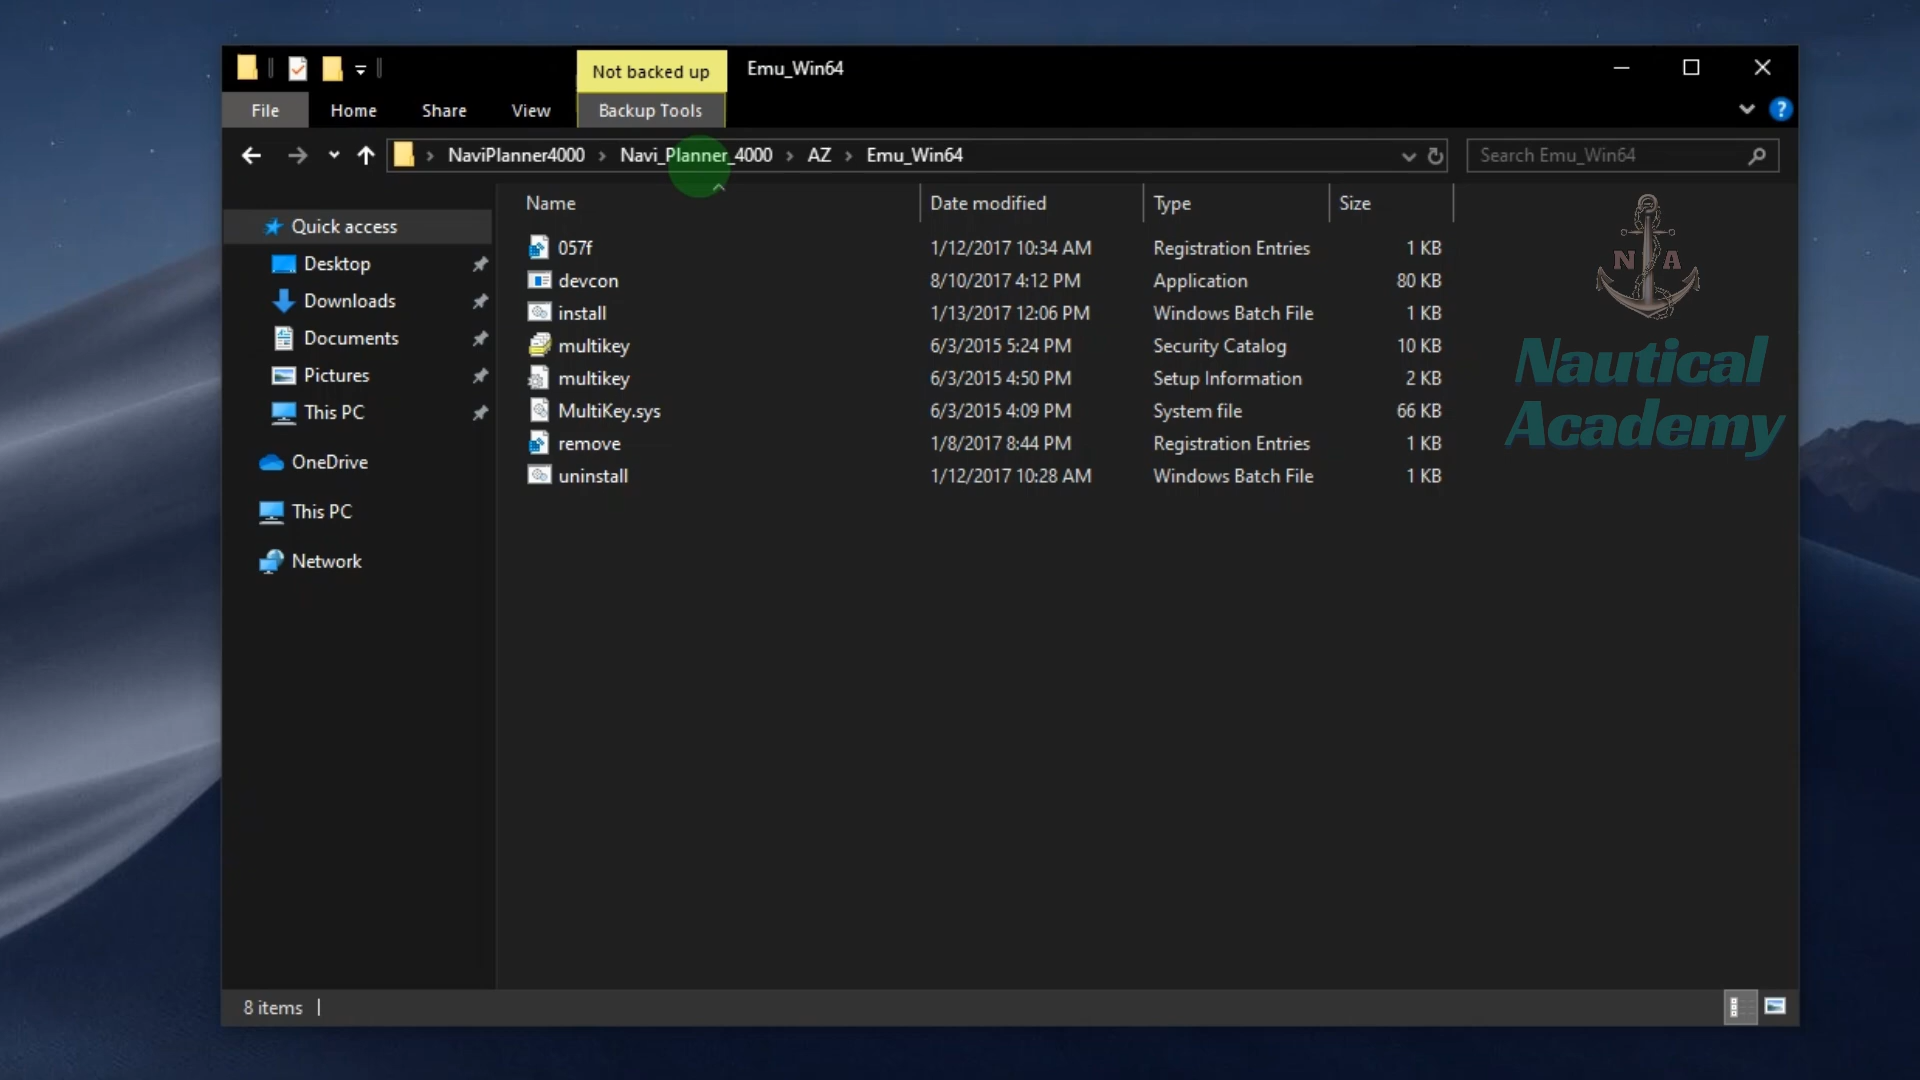 Not backed up
Emu_Win64
File
Home
Share
View
Backup Tools
NaviPlanner4000 › Navi_Planner_4000 › AZ › Emu_Win64
Search Emu_Win64
Name
Date modified
Type
Size
Quick access
Desktop
Downloads
Documents
Pictures
This PC
OneDrive
This PC
Network
057f 1/12/2017 10:34 AM Registration Entries 1 KB
devcon 8/10/2017 4:12 PM Application 80 KB
install 1/13/2017 12:06 PM Windows Batch File 1 KB
multikey 6/3/2015 5:24 PM Security Catalog 10 KB
multikey 6/3/2015 4:50 PM Setup Information 2 KB
MultiKey.sys 6/3/2015 4:09 PM System file 66 KB
remove 1/8/2017 8:44 PM Registration Entries 1 KB
uninstall 1/12/2017 10:28 AM Windows Batch File 1 KB
N A
Nautical
Academy
8 items